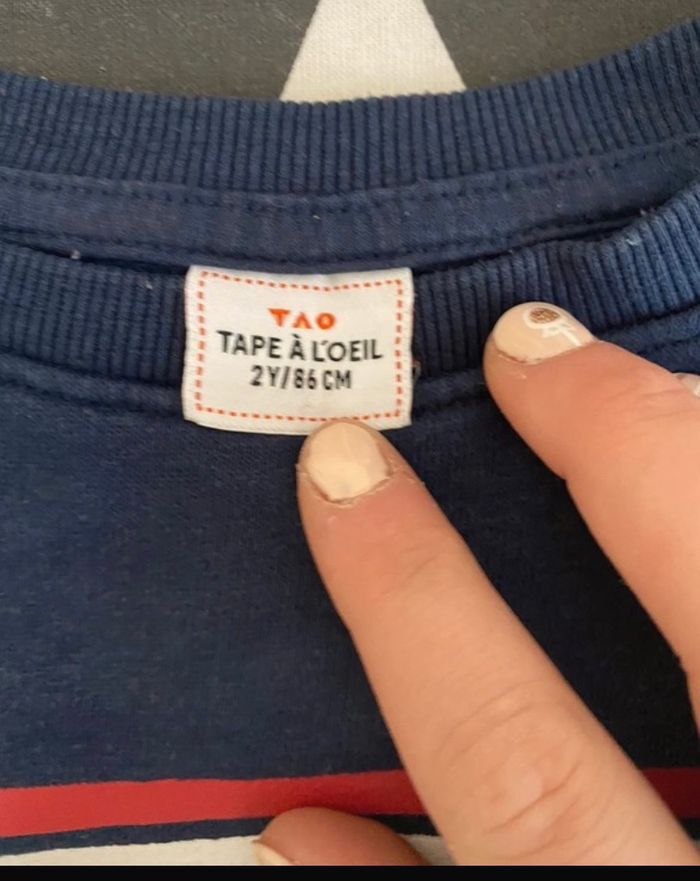 TAO
TAPE À L'OEIL
2Y/86 CM